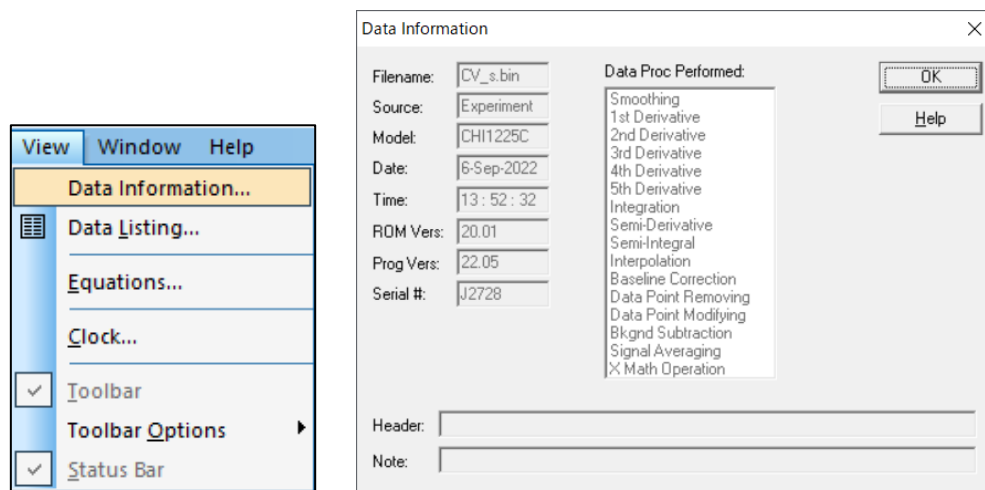 View Window Help
Data Information...
Data Listing...
Equations...
Clock...
Toolbar
Toolbar Options
Status Bar
Data Information
Filename: CV_s.bin
Source: Experiment
Model: CHI1225C
Date: 6-Sep-2022
Time: 13 : 52 : 32
ROM Vers: 20.01
Prog Vers: 22.05
Serial #: J2728
Data Proc Performed:
Smoothing
1st Derivative
2nd Derivative
3rd Derivative
4th Derivative
5th Derivative
Integration
Semi-Derivative
Semi-Integral
Interpolation
Baseline Correction
Data Point Removing
Data Point Modifying
Bkgnd Subtraction
Signal Averaging
X Math Operation
OK
Help
Header:
Note: